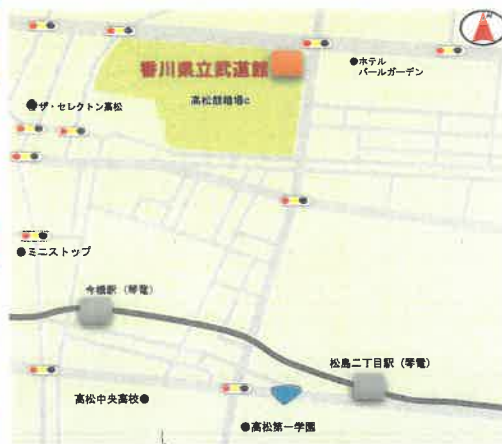 香川県立武道館
●ホテル
パールガーデン
高松競輪場
●ザ・セレクトン高松
●ミニストップ
今橋駅(琴電)
松島二丁目駅(琴電)
高松中央高校●
●高松第一学園